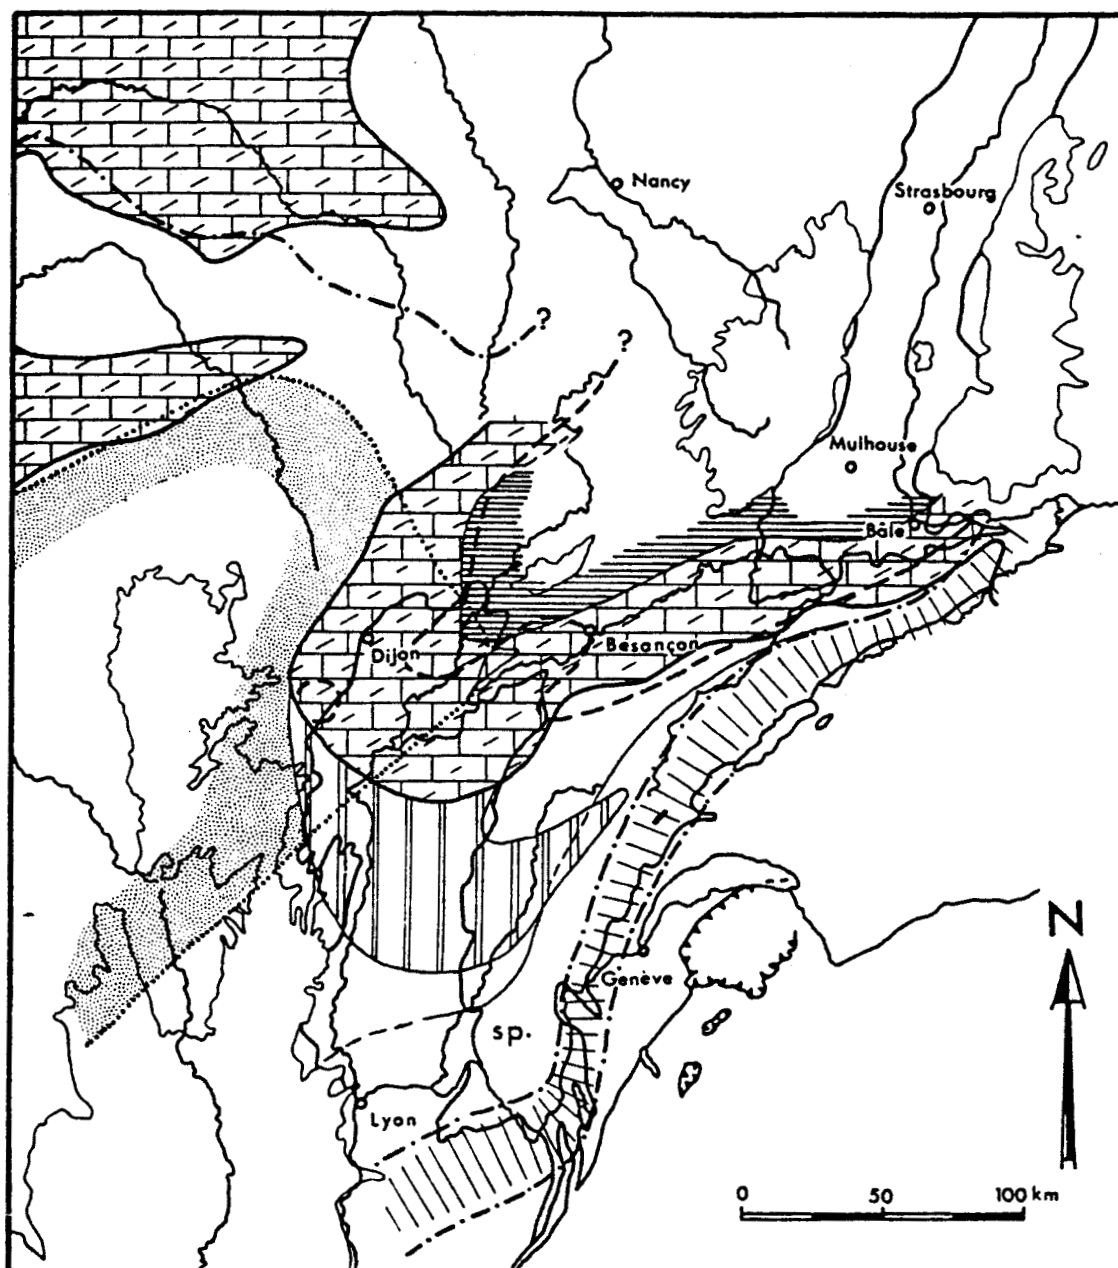 Nancy
Strasbourg
?
?
Mulhouse
Bâle
Besançon
Dijon
N
Genève
sp.
Lyon
0 50 100 km